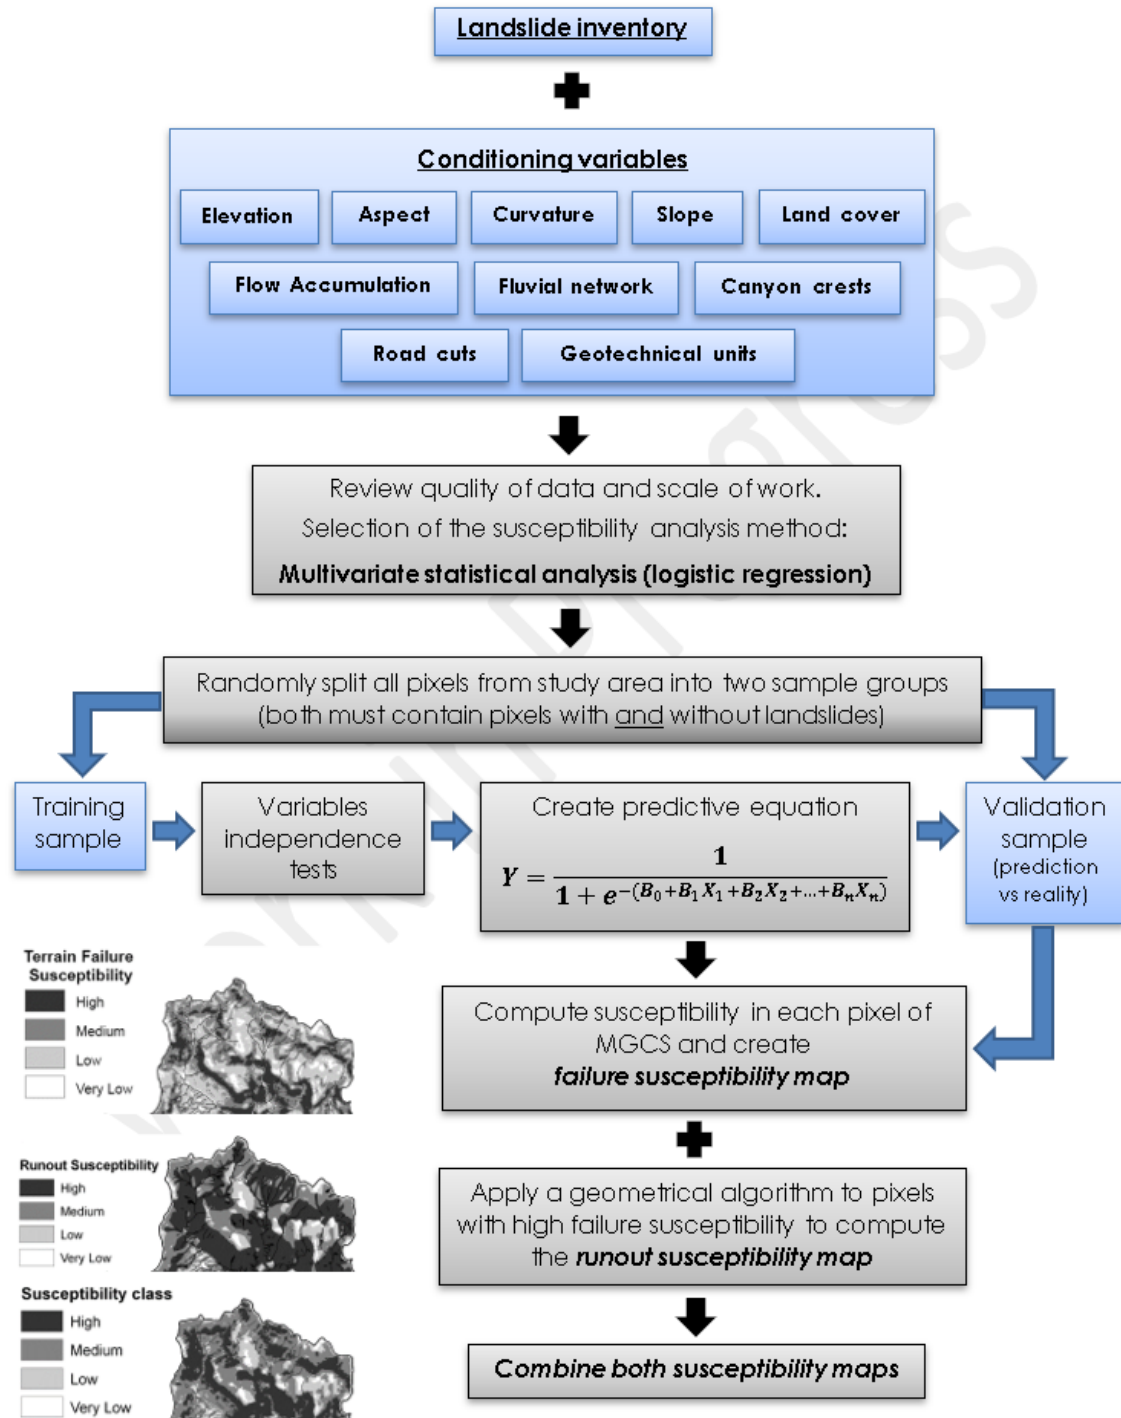 Landslide inventory
Conditioning variables
Elevation
Aspect
Curvature
Slope
Land cover
Flow Accumulation
Fluvial network
Canyon crests
Road cuts
Geotechnical units
Review quality of data and scale of work.
Selection of the susceptibility analysis method:
Multivariate statistical analysis (logistic regression)
Randomly split all pixels from study area into two sample groups
(both must contain pixels with and without landslides)
Training
sample
Variables
independence
tests
Create predictive equation
Y = 1 / (1 + e^-(B₀+B₁X₁+B₂X₂+...+BₙXₙ))
Validation
sample
(prediction
vs reality)
Terrain Failure
Susceptibility
High
Medium
Low
Very Low
Compute susceptibility in each pixel of
MGCS and create
failure susceptibility map
Runout Susceptibility
High
Medium
Low
Very Low
Apply a geometrical algorithm to pixels
with high failure susceptibility to compute
the runout susceptibility map
Susceptibility class
High
Medium
Low
Very Low
Combine both susceptibility maps
Work in Progress